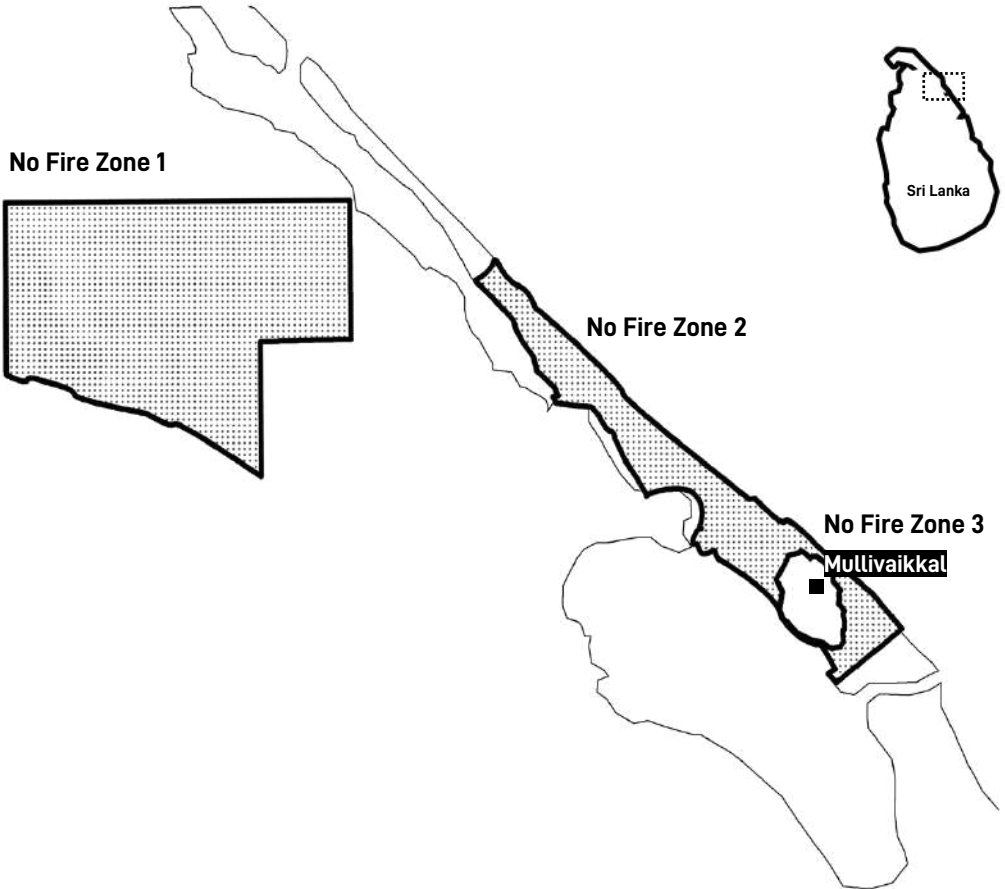 No Fire Zone 1
Sri Lanka
No Fire Zone 2
No Fire Zone 3
Mullivaikkal